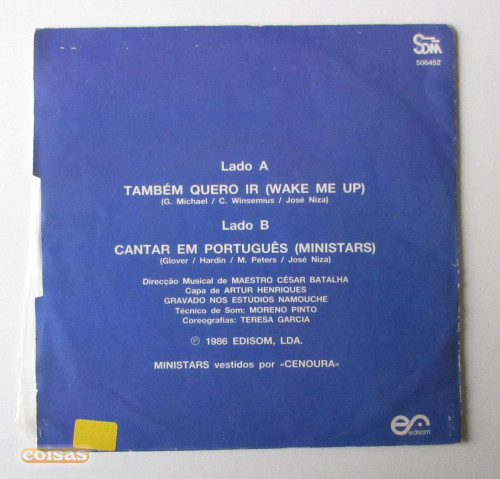 SDM
506452
Lado A
TAMBÉM QUERO IR (WAKE ME UP)
(G. Michael / C. Winsemius / José Niza)
Lado B
CANTAR EM PORTUGUÊS (MINISTARS)
(Glover / Hardin / M. Peters / José Niza)
Direcção Musical de MAESTRO CÉSAR BATALHA
Capa de ARTUR HENRIQUES
GRAVADO NOS ESTÚDIOS NAMOUCHE
Técnico de Som: MORENO PINTO
Coreografias: TERESA GARCIA
℗ 1986 EDISOM, LDA.
MINISTARS vestidos por «CENOURA»
edisom
coisas